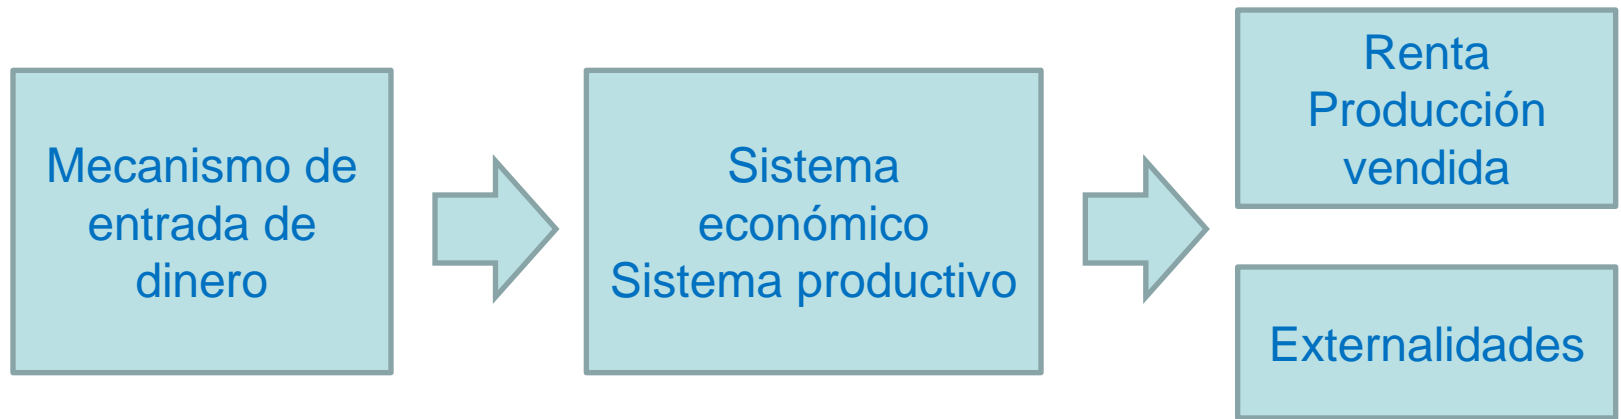 Mecanismo de
entrada de
dinero
Sistema
económico
Sistema productivo
Renta
Producción
vendida
Externalidades